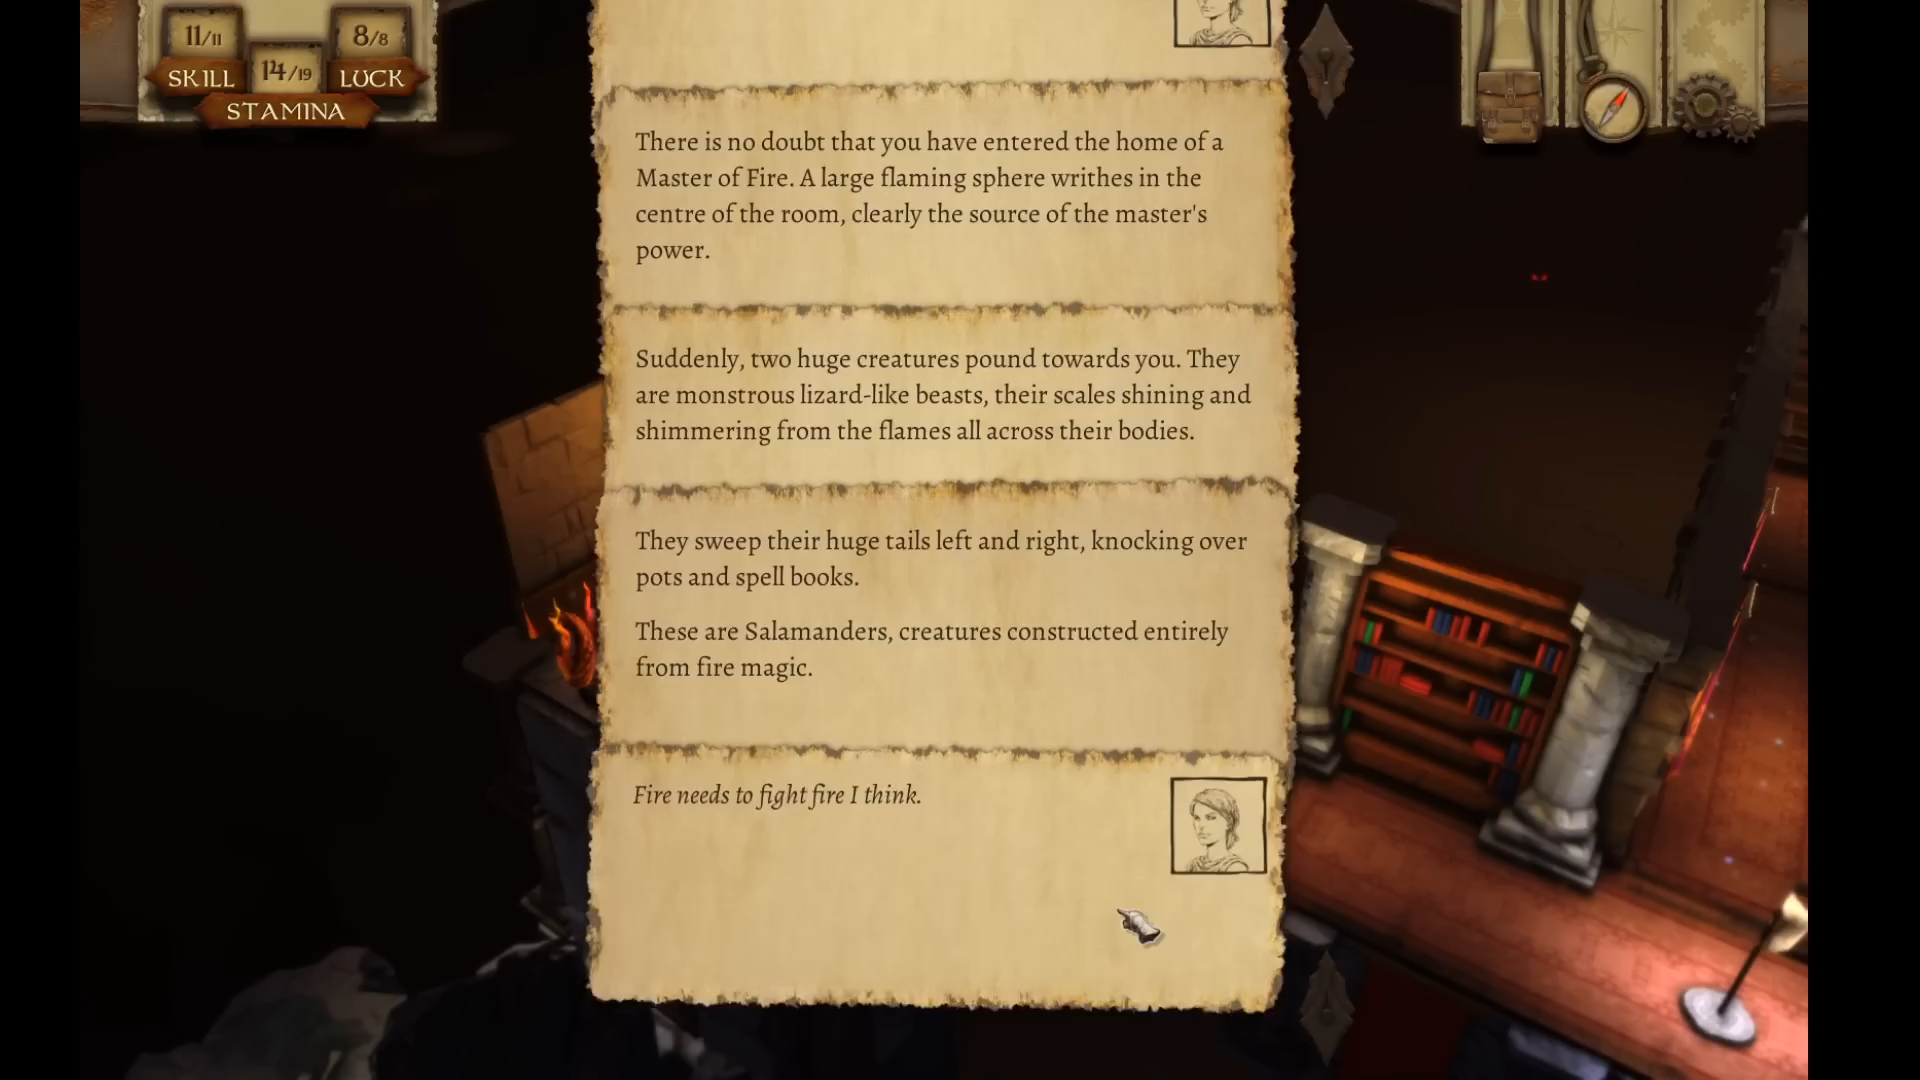 11/11
8/8
14/19
SKILL
LUCK
STAMINA
There is no doubt that you have entered the home of a
Master of Fire. A large flaming sphere writhes in the
centre of the room, clearly the source of the master's
power.
Suddenly, two huge creatures pound towards you. They
are monstrous lizard-like beasts, their scales shining and
shimmering from the flames all across their bodies.
They sweep their huge tails left and right, knocking over
pots and spell books.
These are Salamanders, creatures constructed entirely
from fire magic.
Fire needs to fight fire I think.